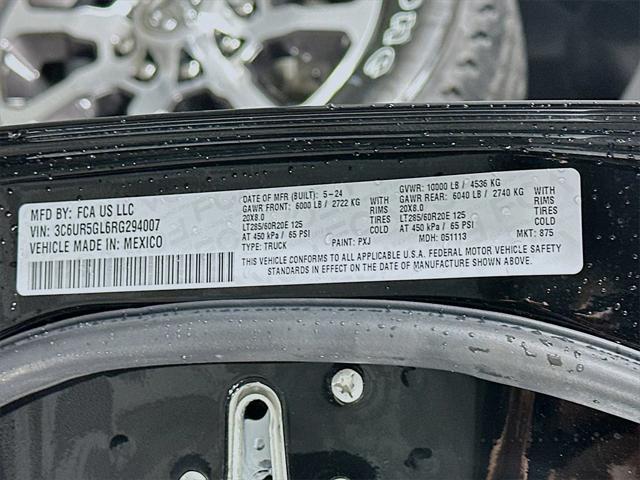 MFD BY: FCA US LLC
VIN: 3C6UR5GL6RG294007
VEHICLE MADE IN: MEXICO
DATE OF MFR (BUILT): 5-24
GAWR FRONT: 6000 LB / 2722 KG
20X8.0
LT285/60R20E 125
AT 450 kPa / 65 PSI
TYPE: TRUCK
WITH
RIMS
TIRES
COLD
PAINT: PXJ
GVWR: 10000 LB / 4536 KG
GAWR REAR: 6040 LB / 2740 KG
20X8.0
LT285/60R20E 125
AT 450 kPa / 65 PSI
MDH: 051113
WITH
RIMS
TIRES
COLD
MKT: 875
THIS VEHICLE CONFORMS TO ALL APPLICABLE U.S.A. FEDERAL MOTOR VEHICLE SAFETY
STANDARDS IN EFFECT ON THE DATE OF MANUFACTURE SHOWN ABOVE.